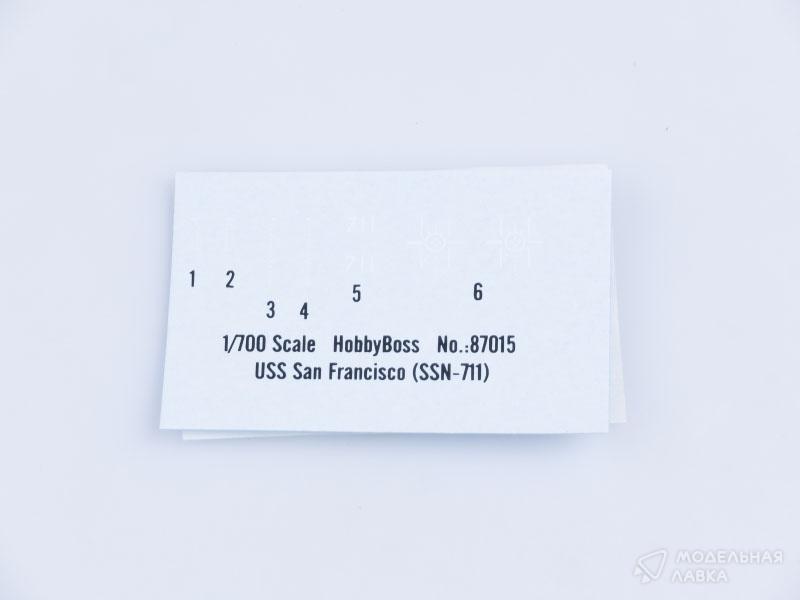 711
711
1 2
3 4 5 6
1/700 Scale HobbyBoss No.:87015
USS San Francisco (SSN-711)
МОДЕЛЬНАЯ
ЛАВКА